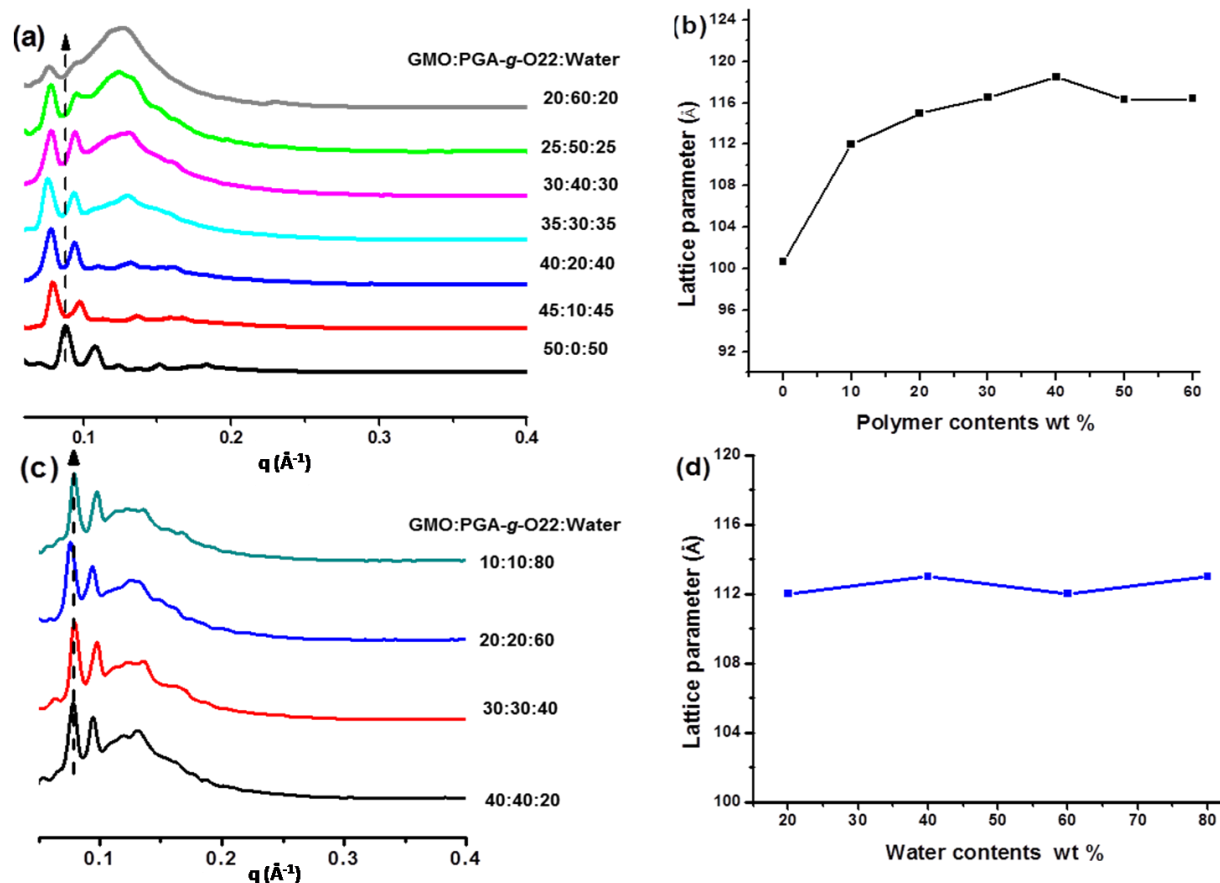 (a)
GMO:PGA-g-O22:Water
20:60:20
25:50:25
30:40:30
35:30:35
40:20:40
45:10:45
50:0:50
0.1 0.2 0.3 0.4
q (Å-1)
(b)
124
120
116
112
108
104
100
96
92
Lattice parameter (Å)
0 10 20 30 40 50 60
Polymer contents wt %
(c)
GMO:PGA-g-O22:Water
10:10:80
20:20:60
30:30:40
40:40:20
0.1 0.2 0.3 0.4
q (Å-1)
(d)
120
116
112
108
104
100
Lattice parameter (Å)
20 30 40 50 60 70 80
Water contents wt %